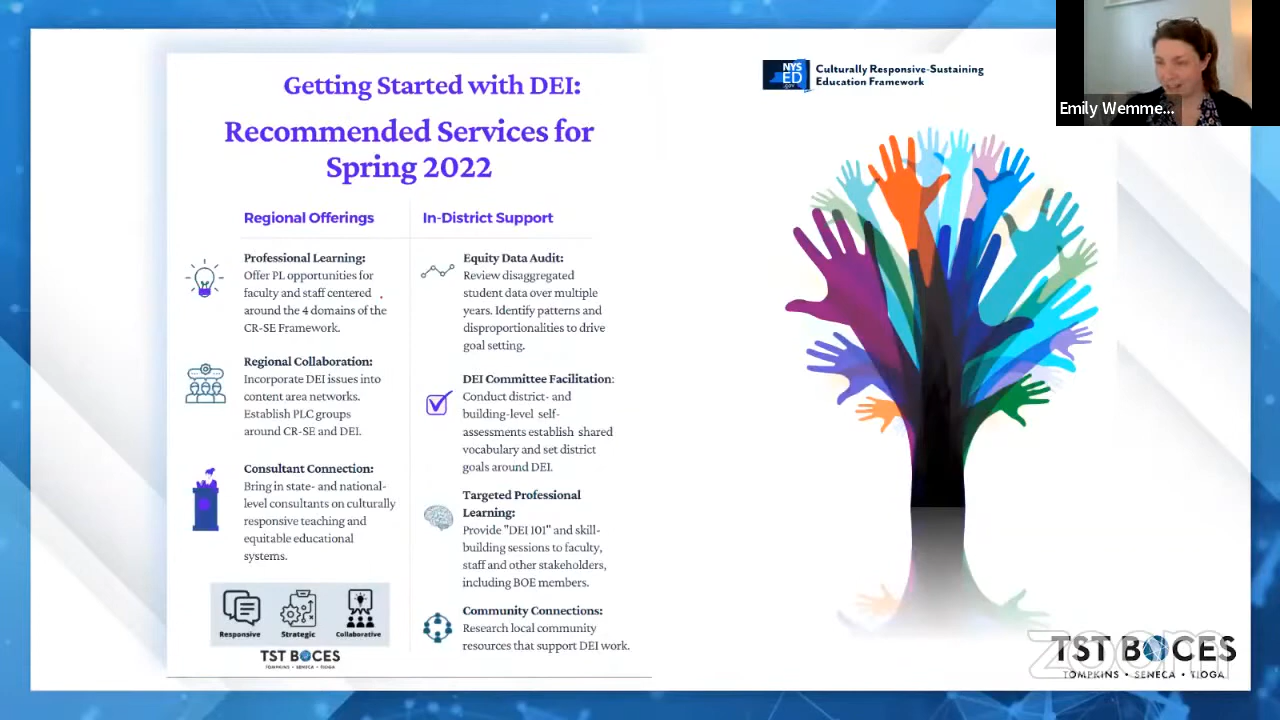 Getting Started with DEI:
Recommended Services for
Spring 2022
Regional Offerings
Professional Learning:
Offer PL opportunities for
faculty and staff centered
around the 4 domains of the
CR-SE Framework.
Regional Collaboration:
Incorporate DEI issues into
content area networks.
Establish PLC groups
around CR-SE and DEI.
Consultant Connection:
Bring in state- and national-
level consultants on culturally
responsive teaching and
equitable educational
systems.
Responsive
Strategic
Collaborative
TST BOCES
TOMPKINS • SENECA • TIOGA
In-District Support
Equity Data Audit:
Review disaggregated
student data over multiple
years. Identify patterns and
disproportionalities to drive
goal setting.
DEI Committee Facilitation:
Conduct district- and
building-level self-
assessments establish shared
vocabulary and set district
goals around DEI.
Targeted Professional
Learning:
Provide "DEI 101" and skill-
building sessions to faculty,
staff and other stakeholders,
including BOE members.
Community Connections:
Research local community
resources that support DEI work.
NYS
ED
.gov
Culturally Responsive-Sustaining
Education Framework
Emily Wemme...
zoom
TST BOCES
TOMPKINS • SENECA • TIOGA